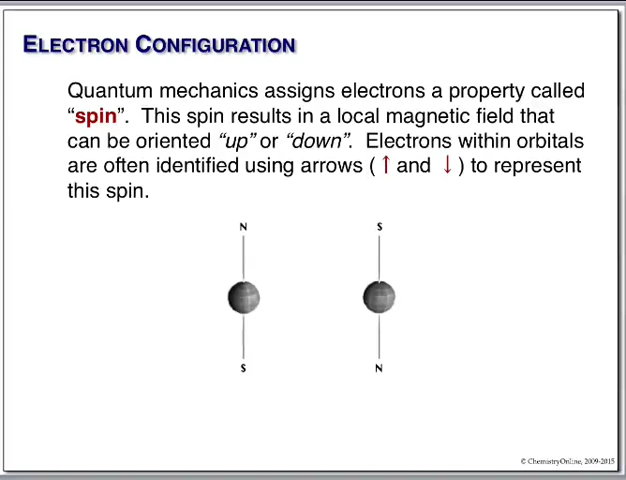 ELECTRON CONFIGURATION
Quantum mechanics assigns electrons a property called
“spin”. This spin results in a local magnetic field that
can be oriented “up” or “down”. Electrons within orbitals
are often identified using arrows (↑and ↓) to represent
this spin.
N S
S N
© ChemistryOnline, 2009-2015